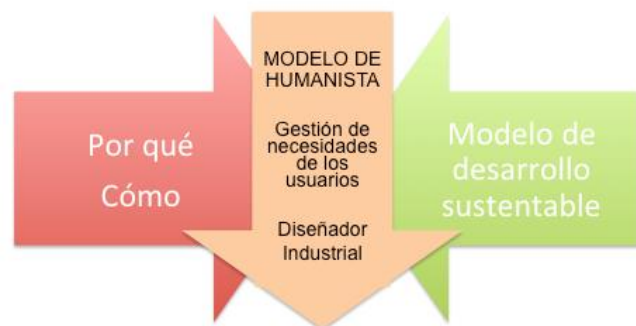 Por qué
Cómo
MODELO DE
HUMANISTA
Gestión de
necesidades
de los
usuarios
Diseñador
Industrial
Modelo de
desarrollo
sustentable